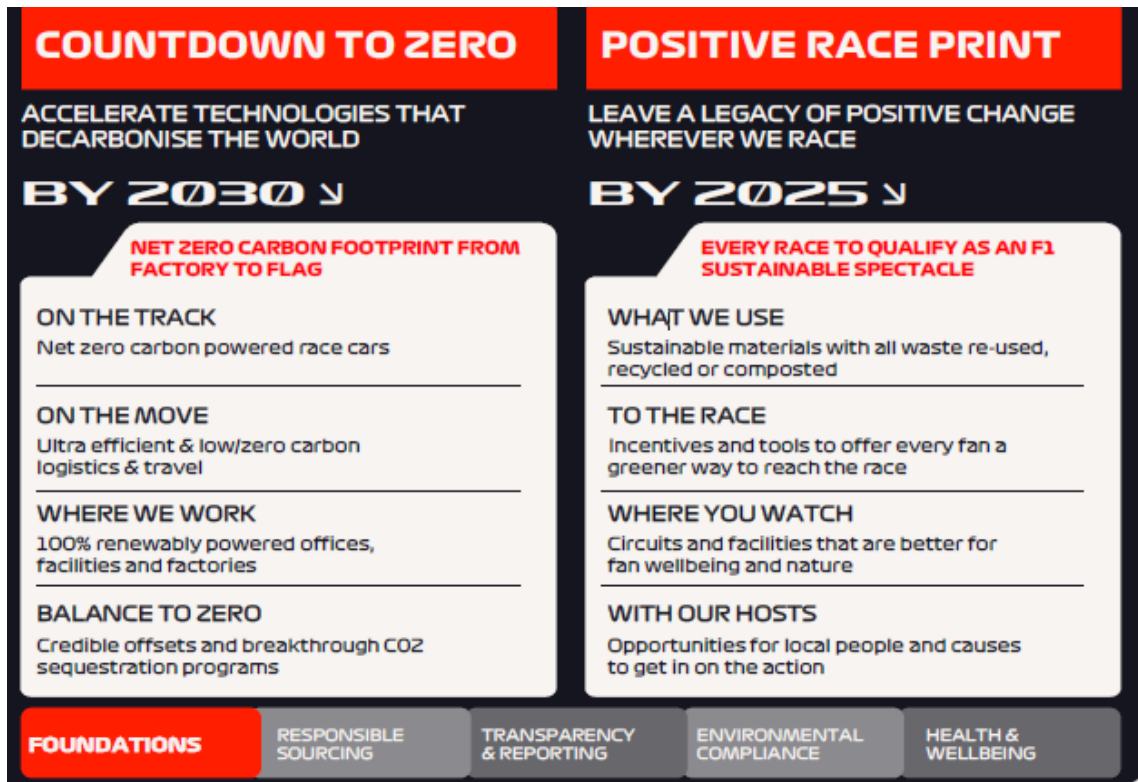 COUNTDOWN TO ZERO
ACCELERATE TECHNOLOGIES THAT
DECARBONISE THE WORLD
BY 2030
NET ZERO CARBON FOOTPRINT FROM
FACTORY TO FLAG
ON THE TRACK
Net zero carbon powered race cars
ON THE MOVE
Ultra efficient & low/zero carbon
logistics & travel
WHERE WE WORK
100% renewably powered offices,
facilities and factories
BALANCE TO ZERO
Credible offsets and breakthrough CO2
sequestration programs
POSITIVE RACE PRINT
LEAVE A LEGACY OF POSITIVE CHANGE
WHEREVER WE RACE
BY 2025
EVERY RACE TO QUALIFY AS AN F1
SUSTAINABLE SPECTACLE
WHAT WE USE
Sustainable materials with all waste re-used,
recycled or composted
TO THE RACE
Incentives and tools to offer every fan a
greener way to reach the race
WHERE YOU WATCH
Circuits and facilities that are better for
fan wellbeing and nature
WITH OUR HOSTS
Opportunities for local people and causes
to get in on the action
FOUNDATIONS
RESPONSIBLE
SOURCING
TRANSPARENCY
& REPORTING
ENVIRONMENTAL
COMPLIANCE
HEALTH &
WELLBEING